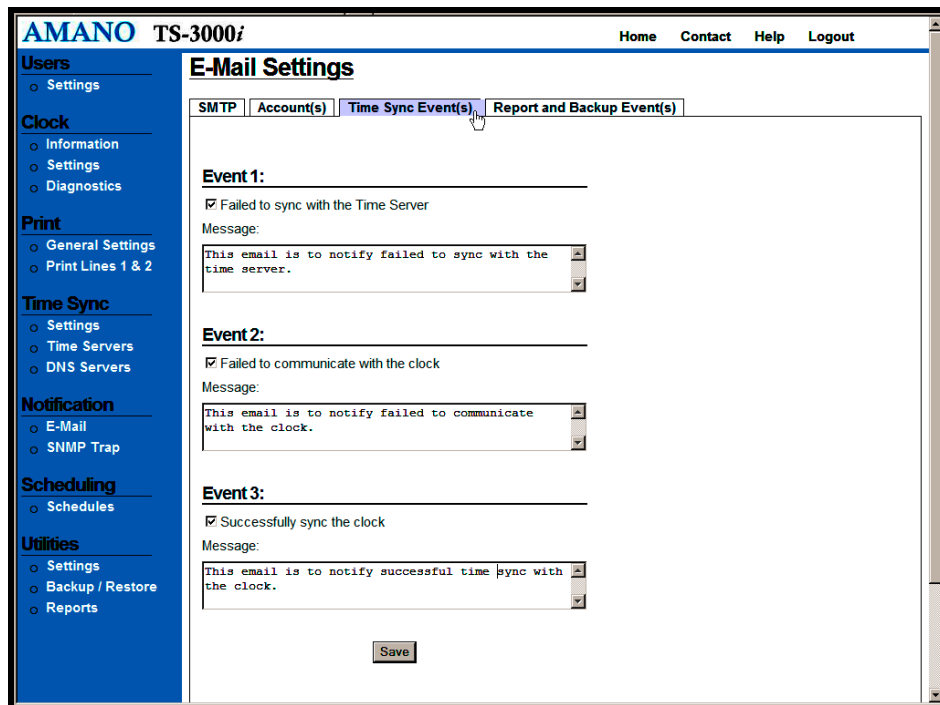 AMANO TS-3000i
Home Contact Help Logout
Users
Settings
Clock
Information
Settings
Diagnostics
Print
General Settings
Print Lines 1 & 2
Time Sync
Settings
Time Servers
DNS Servers
Notification
E-Mail
SNMP Trap
Scheduling
Schedules
Utilities
Settings
Backup / Restore
Reports
E-Mail Settings
SMTP Account(s) Time Sync Event(s) Report and Backup Event(s)
Event 1:
Failed to sync with the Time Server
Message:
This email is to notify failed to sync with the
time server.
Event 2:
Failed to communicate with the clock
Message:
This email is to notify failed to communicate
with the clock.
Event 3:
Successfully sync the clock
Message:
This email is to notify successful time sync with
the clock.
Save